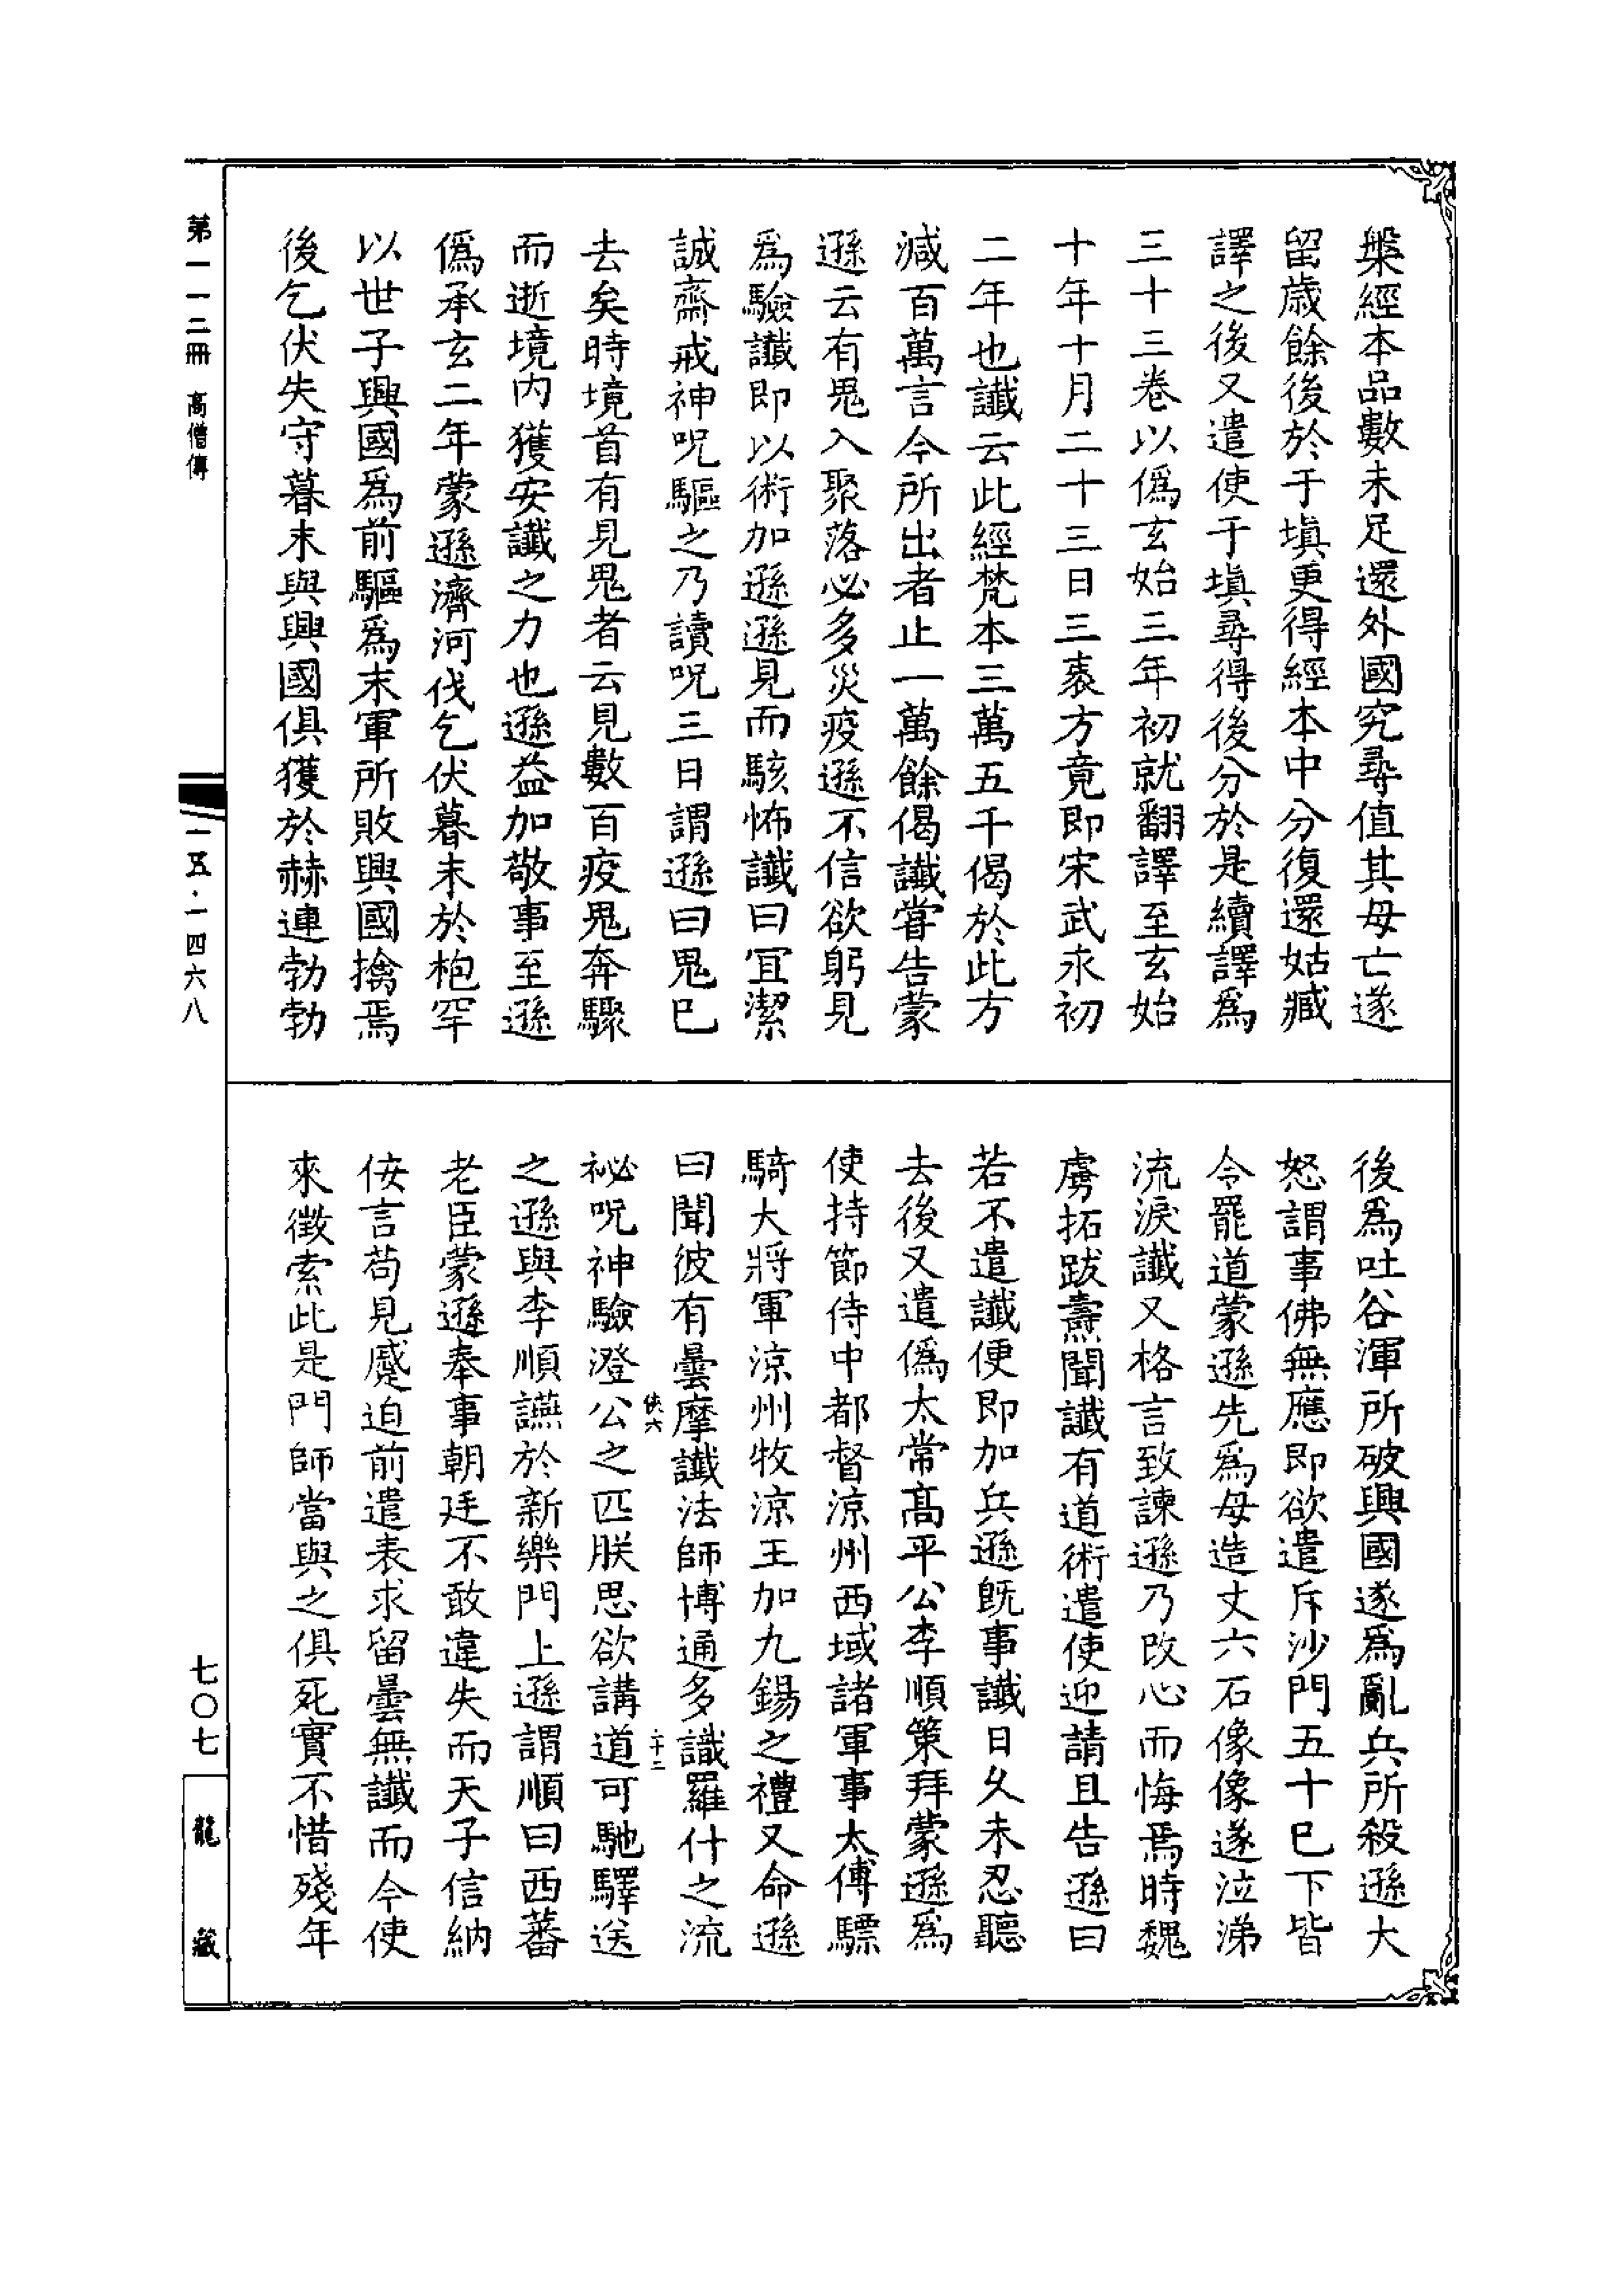 槃經本品數未足還外國究尋值其母亡遂
留歲餘後於于塡更得經本中分復還姑臧
譯之後又遣使于塡尋得後分於是續譯爲
三十三卷以僞玄始三年初就翻譯至玄始
十年十月二十三日三袠方竟即宋武永初
二年也讖云此經梵本三萬五千偈於此方
減百萬言今所出者止一萬餘偈讖甞告蒙
遜云有鬼入聚落必多災疫遜不信欲躬見
爲驗讖即以術加遜遜見而駭怖讖曰冝潔
誠齋戒神呪驅之乃讀呪三日謂遜曰鬼巳
去矣時境首有見鬼者云見數百疫鬼奔驟
而逝境内獲安讖之力也遜益加敬事至遜
僞承玄二年蒙遜濟河伐乞伏暮末於枹罕
以世子興國爲前驅爲末軍所敗興國擒焉
後乞伏失守暮末與興國俱獲於赫連勃勃
後爲吐谷渾所破興國遂爲亂兵所殺遜大
怒謂事佛無應即欲遣斥沙門五十巳下皆
令罷道蒙遜先爲母造丈六石像像遂泣涕
流淚讖又格言致諫遜乃改心而悔焉時魏
虜拓跋燾聞讖有道術遣使迎請且告遜曰
若不遣讖便即加兵遜旣事讖日久未忍聽
去後又遣僞太常髙平公李順策拜蒙遜爲
使持節侍中都督涼州西域諸軍事太傅驃
騎大將軍涼州牧涼王加九錫之禮又命遜
曰聞彼有曇摩讖法師博通多識羅什之流
俠六
十二
祕呪神驗澄公之匹朕思欲講道可馳驛送
之遜與李順讌於新樂門上遜謂順曰西蕃
老臣蒙遜奉事朝廷不敢違失而天子信納
佞言苟見蹙迫前遣表求留曇無讖而今使
來徵索此是門師當與之俱死實不惜殘年
第一一三冊 高僧傳
一五·一四六八
七〇七
龍藏